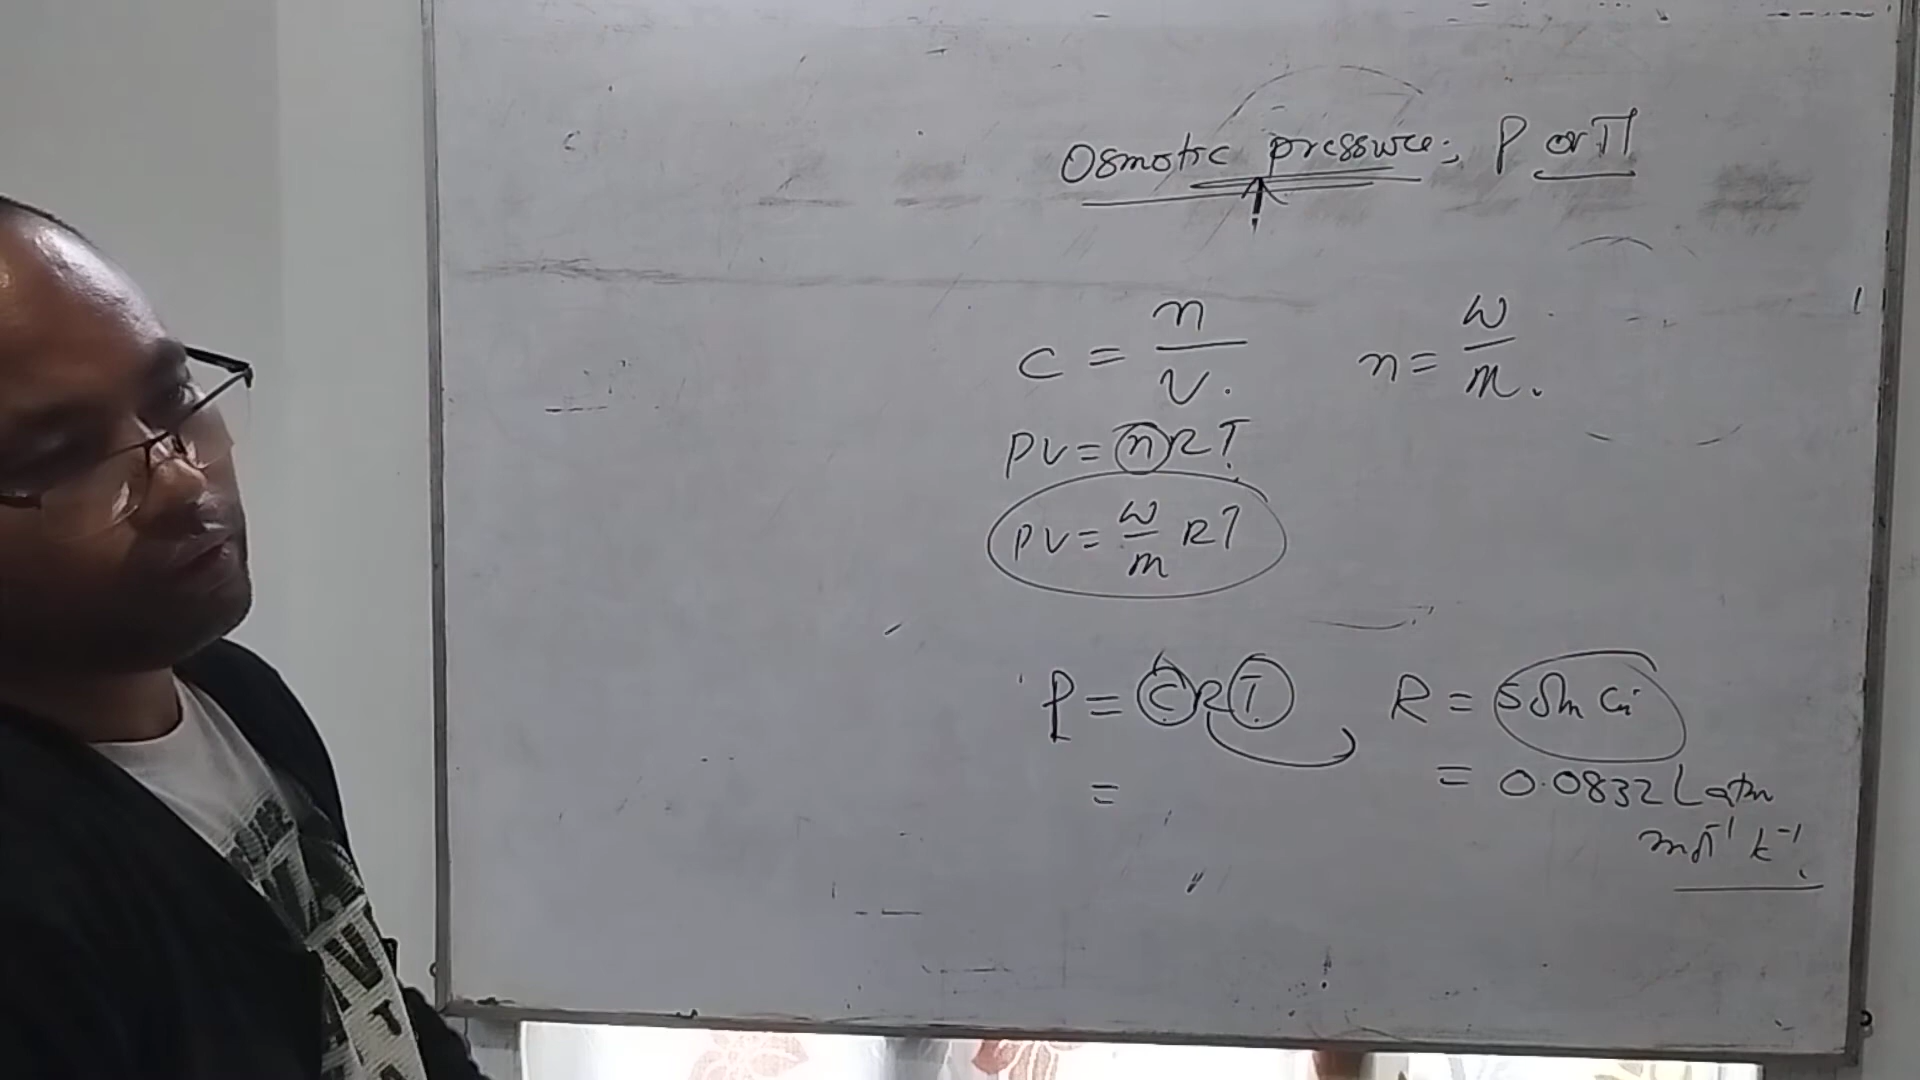 Osmotic pressure; P or Π
C = n/V.
n = w/m.
PV = nRT
PV = w/m RT
P = CRT
R =
=
= 0.0832 L atm
mol⁻¹ k⁻¹